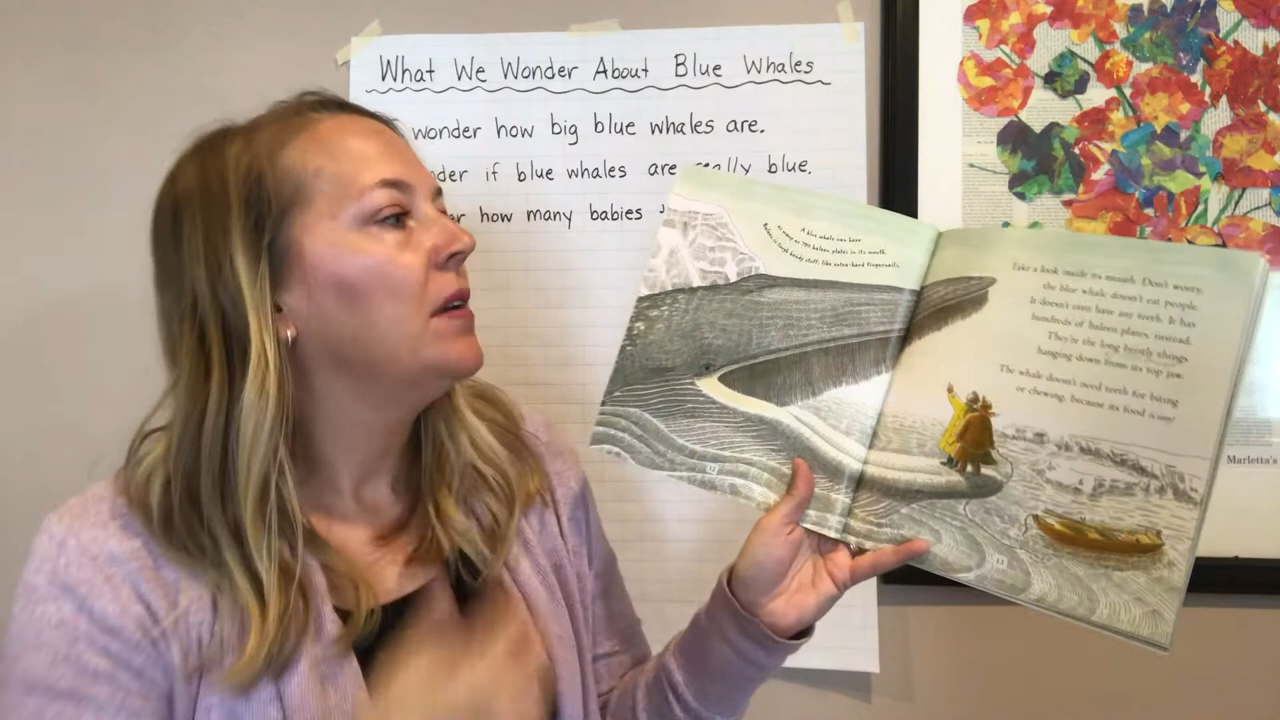 What We Wonder About Blue Whales
wonder how big blue whales are.
if blue whales are really blue.
how many babies
A blue whale can have
as many as 790 baleen plates in its mouth.
Baleen is tough bendy stuff, like extra-hard fingernails.
Take a look inside its mouth. Don't worry,
the blue whale doesn't eat people.
It doesn't even have any teeth. It has
hundreds of baleen plates, instead.
They're the long bristly things
hanging down from its top jaw.
The whale doesn't need teeth for biting
or chewing, because its food is tiny!
12
13
Marletta's